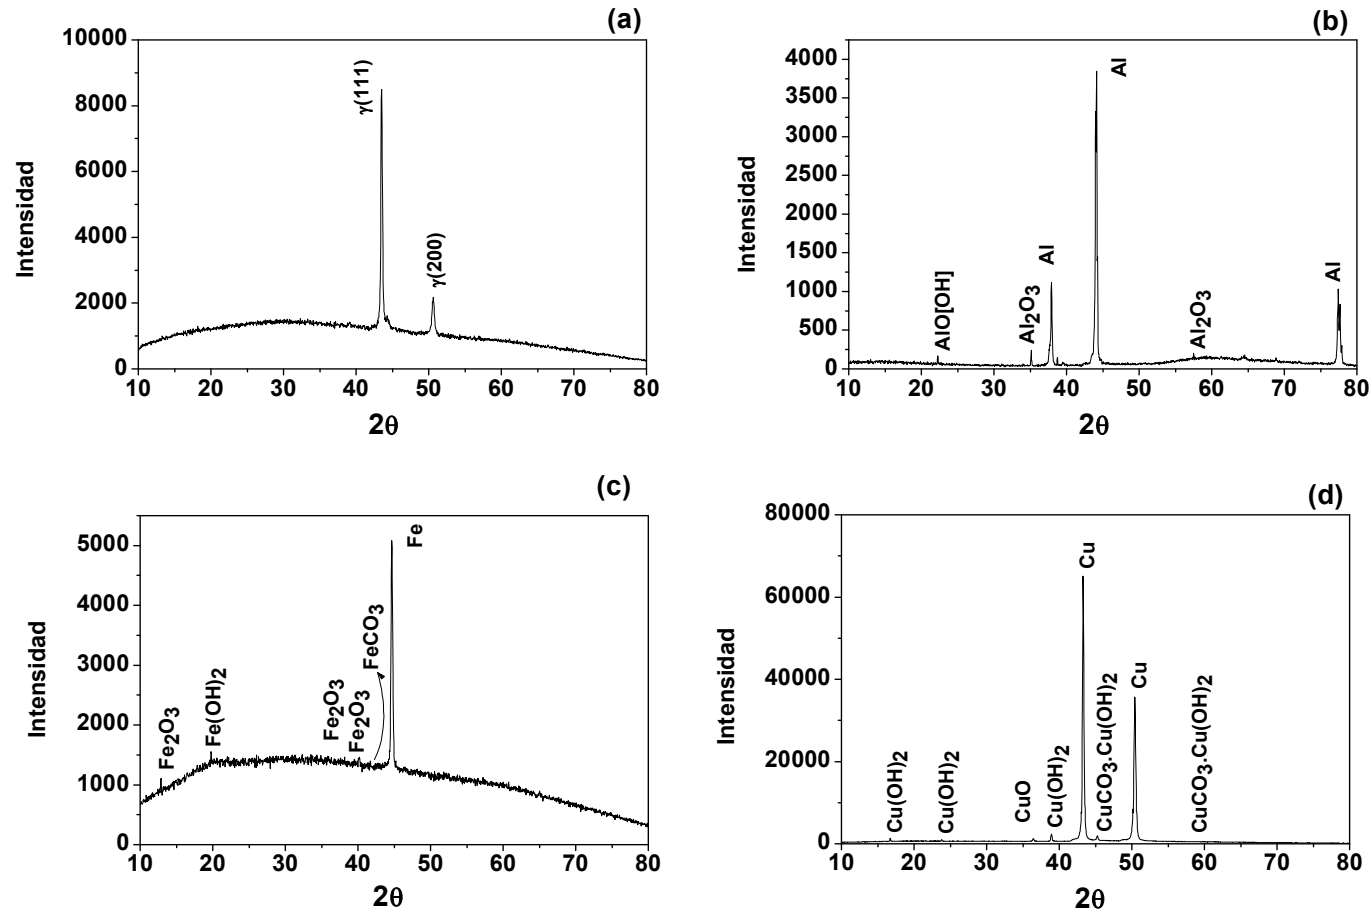 (a)
10000
8000
6000
4000
2000
0
Intensidad
γ(111)
γ(200)
10 20 30 40 50 60 70 80
2θ
(b)
4000
3500
3000
2500
2000
1500
1000
500
0
Intensidad
AlO[OH]
Al2O3
Al
Al
Al2O3
Al
10 20 30 40 50 60 70 80
2θ
(c)
5000
4000
3000
2000
1000
0
Intensidad
Fe2O3
Fe(OH)2
Fe2O3
Fe2O3
FeCO3
Fe
10 20 30 40 50 60 70 80
2θ
(d)
80000
60000
40000
20000
0
Intensidad
Cu(OH)2
Cu(OH)2
CuO
Cu(OH)2
Cu
CuCO3.Cu(OH)2
Cu
CuCO3.Cu(OH)2
10 20 30 40 50 60 70 80
2θ